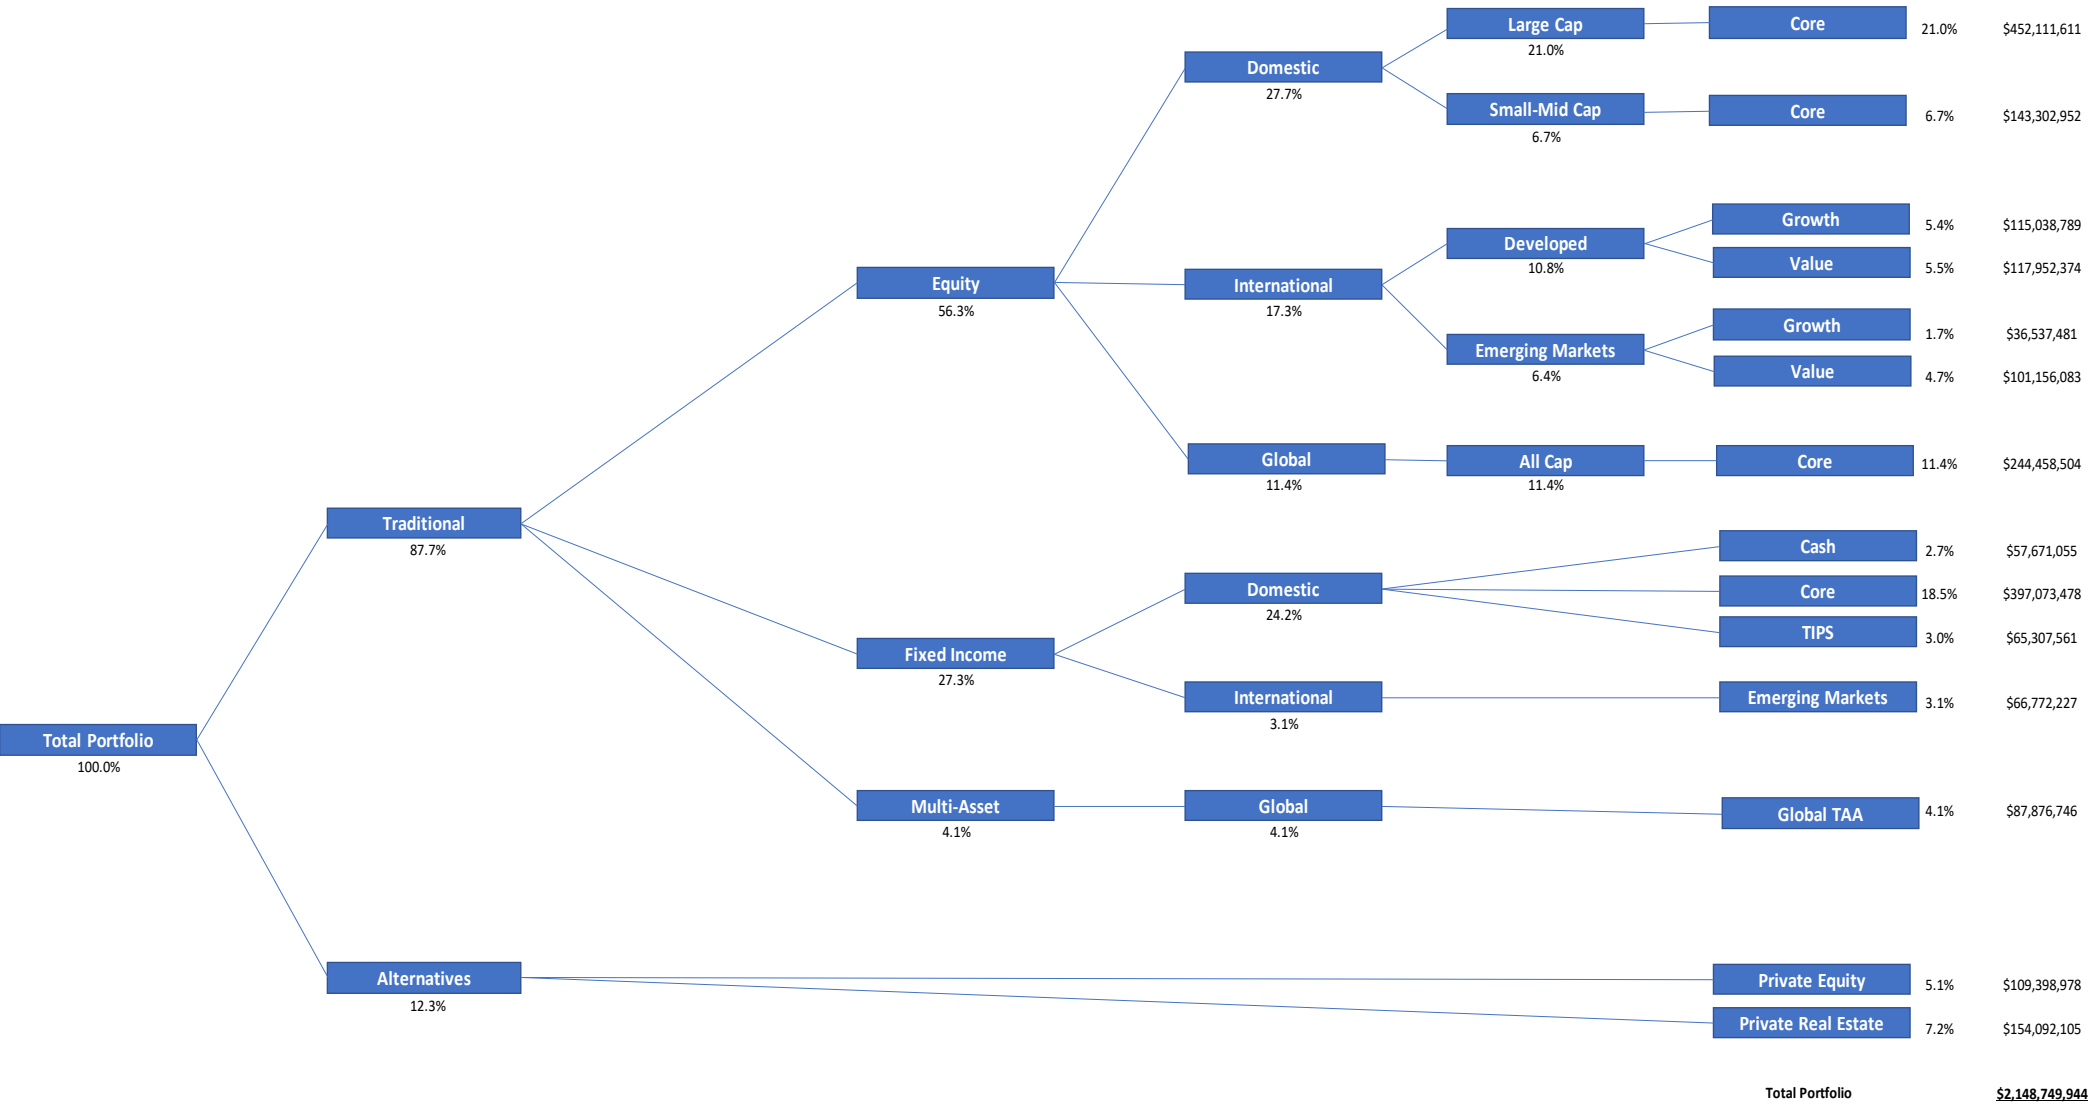 Large Cap
21.0%
Core
21.0%
$452,111,611
Domestic
27.7%
Small-Mid Cap
6.7%
Core
6.7%
$143,302,952
Equity
56.3%
International
17.3%
Developed
10.8%
Growth
5.4%
$115,038,789
Value
5.5%
$117,952,374
Emerging Markets
6.4%
Growth
1.7%
$36,537,481
Value
4.7%
$101,156,083
Global
11.4%
All Cap
11.4%
Core
11.4%
$244,458,504
Traditional
87.7%
Fixed Income
27.3%
Domestic
24.2%
Cash
2.7%
$57,671,055
Core
18.5%
$397,073,478
TIPS
3.0%
$65,307,561
International
3.1%
Emerging Markets
3.1%
$66,772,227
Total Portfolio
100.0%
Multi-Asset
4.1%
Global
4.1%
Global TAA
4.1%
$87,876,746
Alternatives
12.3%
Private Equity
5.1%
$109,398,978
Private Real Estate
7.2%
$154,092,105
Total Portfolio
$2,148,749,944